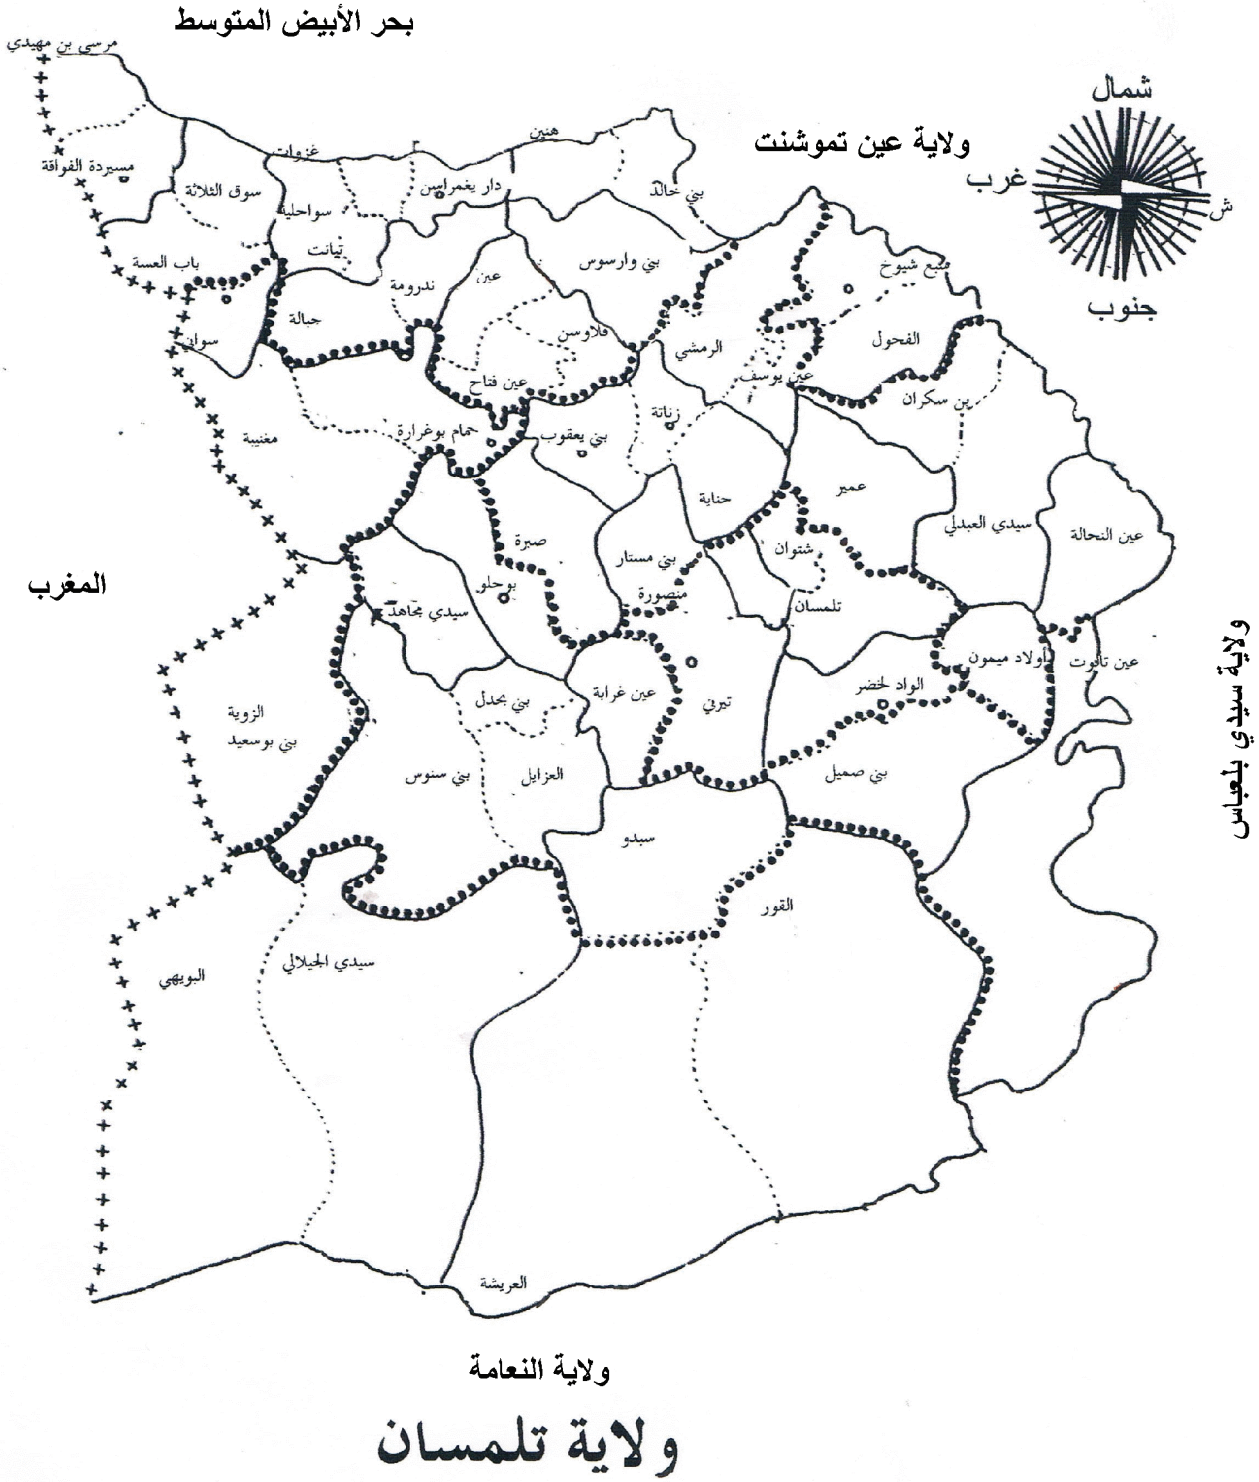 بحر الأبيض المتوسط
مرسى بن مهيدي
شمال
ولاية عين تموشنت
غرب
ش
جنوب
هنين
غزوات
مسيردة الفواقة
سوق الثلاثة
دار يغمراسن
بني خالد
سواحلية
تيانت
باب العسة
بني وارسوس
منبع شيوخ
ندرومة
عين
جبالة
سواني
فلاوسن
الرمشي
الفحول
عين يوسف
عين فتاح
بن سكران
زناتة
حمام بوغرارة
بني يعقوب
مغنيية
عمير
حناية
سيدي العبدلي
عين النحالة
صبرة
شتوان
بني مستار
المغرب
بوحلو
منصورة
تلمسان
سيدي مجاهد
أولاد ميمون
عين تالوت
ولاية سيدي بلعباس
الواد لخضر
عين غرابة
تيرني
بني بحدل
الزوية
بني بوسعيد
بني سنوس
العزايل
بني صميل
سبدو
القور
سيدي الجيلالي
البويهي
العريشة
ولاية النعامة
ولاية تلمسان